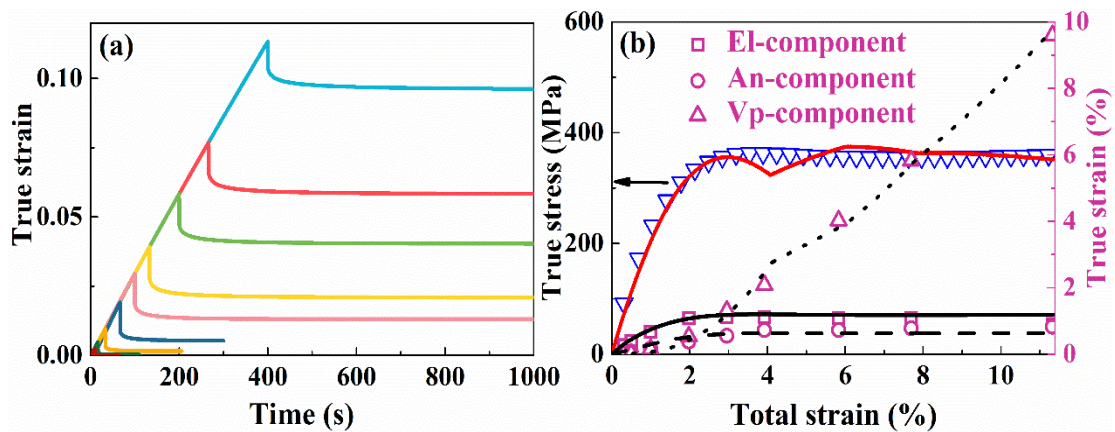 (a)
0.10
0.05
0.00
True strain
0 200 400 600 800 1000
Time (s)
(b)
El-component
An-component
Vp-component
600
400
200
0
True stress (MPa)
10
8
6
4
2
0
True strain (%)
0 2 4 6 8 10
Total strain (%)